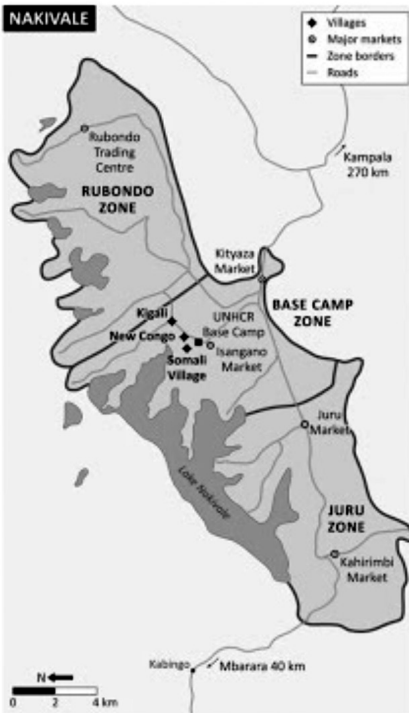 NAKIVALE
Villages
Major markets
Zone borders
Roads
Kampala
270 km
Rubondo
Trading
Centre
RUBONDO
ZONE
Kityaza
Market
BASE CAMP
ZONE
Kigali
UNHCR
Base Camp
New Congo
Isangano
Market
Somali
Village
Juru
Market
Lake Nakivale
JURU
ZONE
Kahirimbi
Market
Kabingo
Mbarara 40 km
N
0 2 4 km